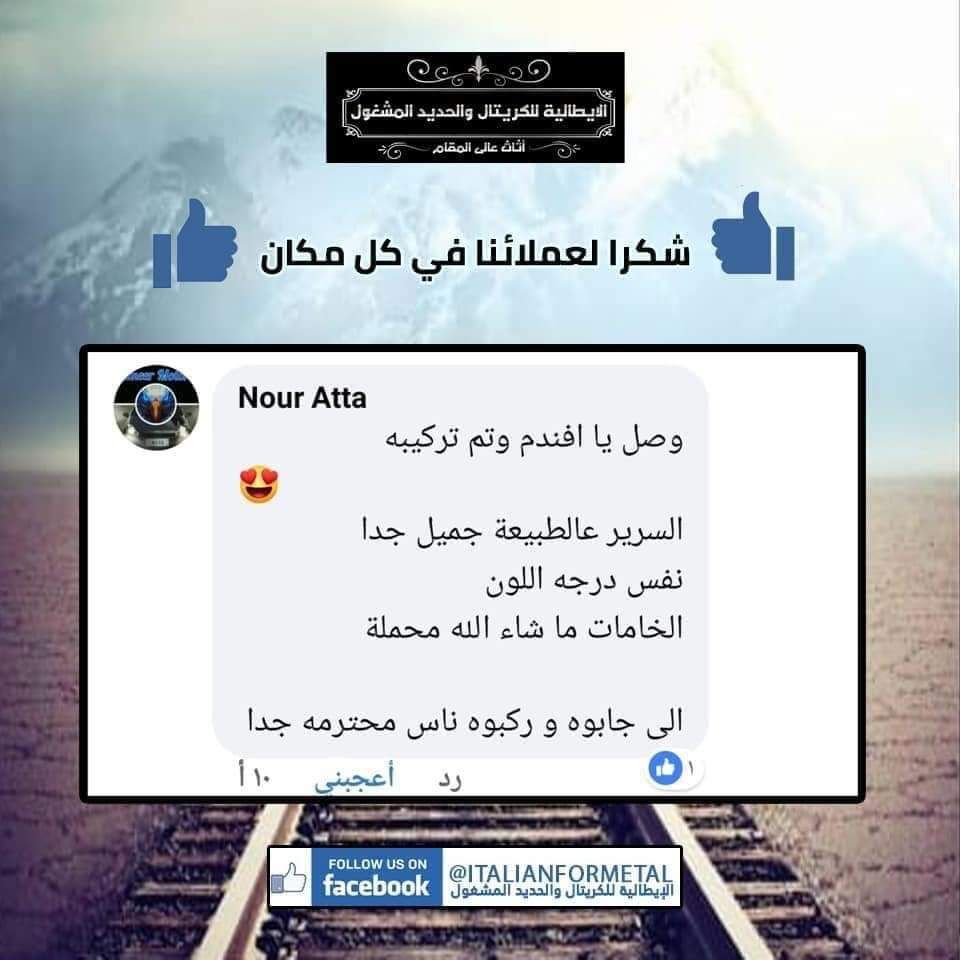 الايطالية للكريتال والحديد المشغول
أثاث عالى المقام
شكرا لعملائنا في كل مكان
Nour Atta
وصل يا افندم وتم تركيبه
😍
السرير عالطبيعة جميل جدا
نفس درجه اللون
الخامات ما شاء الله محملة
الى جابوه و ركبوه ناس محترمه جدا
١٠ أ أعجبني رد ١
FOLLOW US ON
facebook
@ITALIANFORMETAL
الإيطالية للكريتال والحديد المشغول